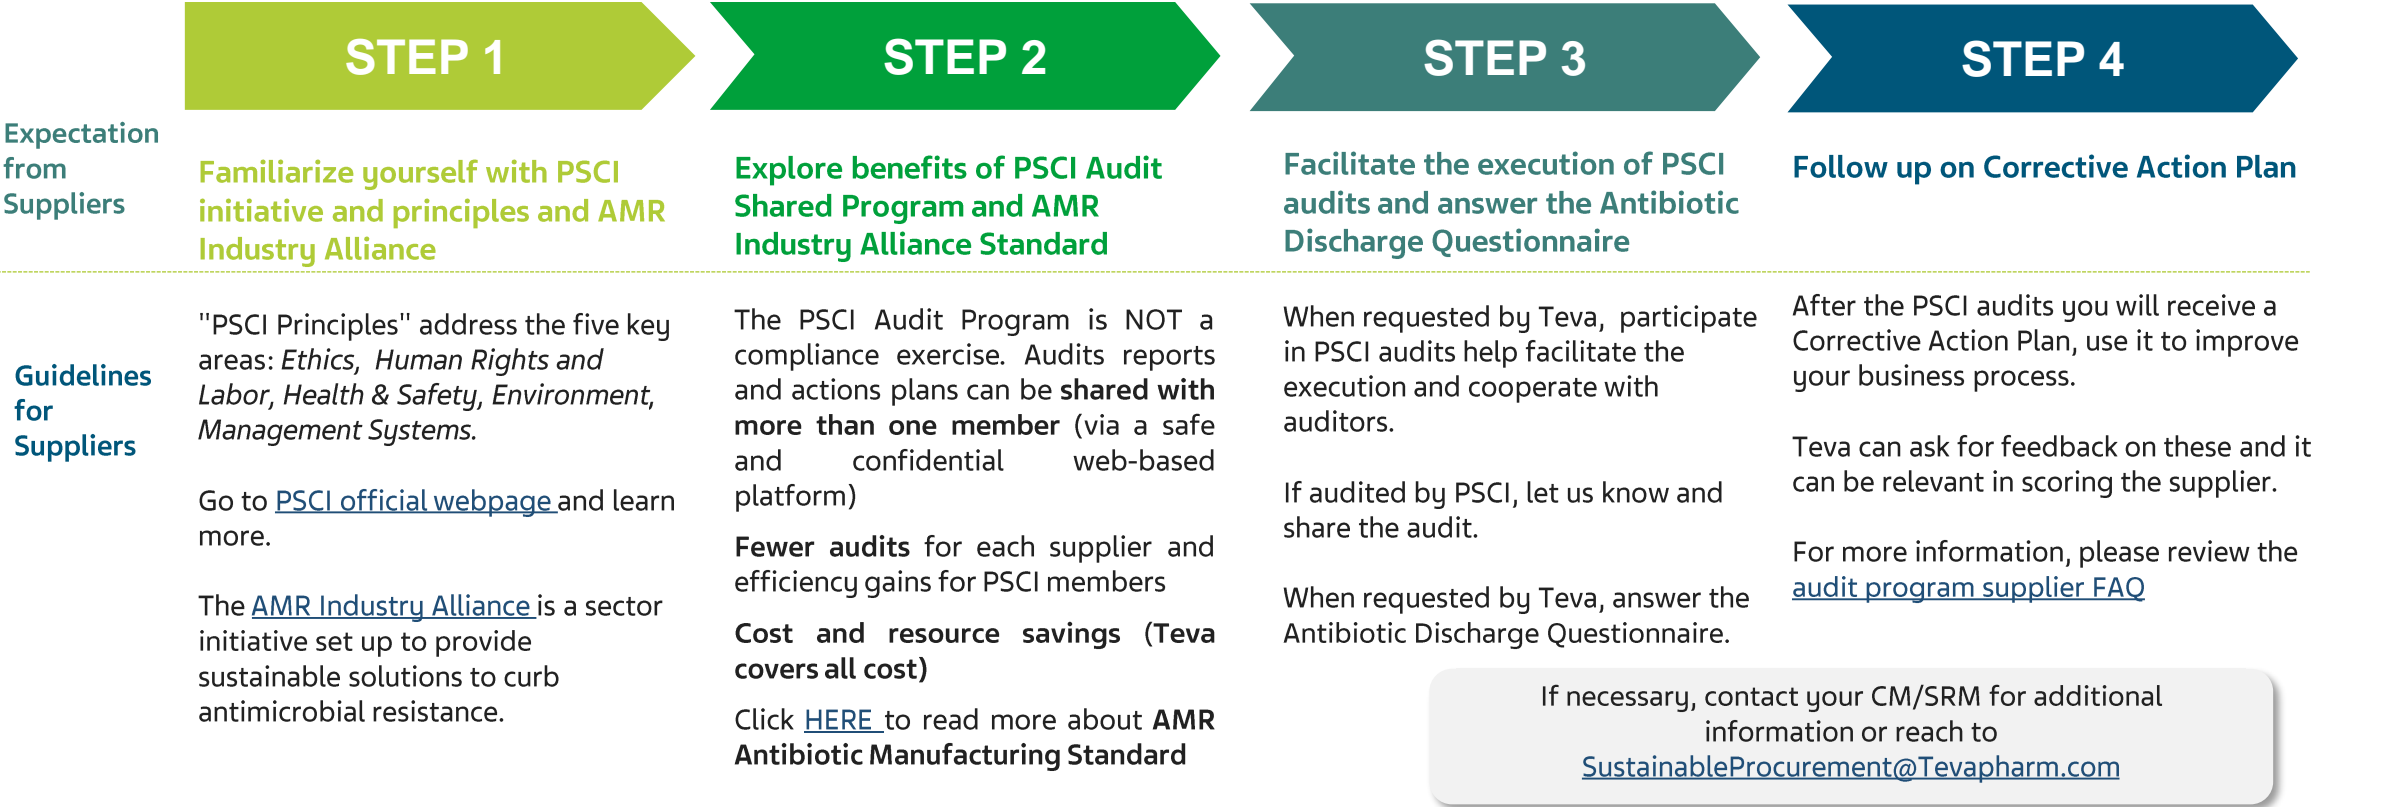 STEP 1
STEP 2
STEP 3
STEP 4
Expectation
from
Suppliers
Familiarize yourself with PSCI
initiative and principles and AMR
Industry Alliance
Explore benefits of PSCI Audit
Shared Program and AMR
Industry Alliance Standard
Facilitate the execution of PSCI
audits and answer the Antibiotic
Discharge Questionnaire
Follow up on Corrective Action Plan
Guidelines
for
Suppliers
"PSCI Principles" address the five key
areas: Ethics, Human Rights and
Labor, Health & Safety, Environment,
Management Systems.
Go to PSCI official webpage and learn
more.
The AMR Industry Alliance is a sector
initiative set up to provide
sustainable solutions to curb
antimicrobial resistance.
The PSCI Audit Program is NOT a
compliance exercise. Audits reports
and actions plans can be shared with
more than one member (via a safe
and confidential web-based
platform)
Fewer audits for each supplier and
efficiency gains for PSCI members
Cost and resource savings (Teva
covers all cost)
Click HERE to read more about AMR
Antibiotic Manufacturing Standard
When requested by Teva, participate
in PSCI audits help facilitate the
execution and cooperate with
auditors.
If audited by PSCI, let us know and
share the audit.
When requested by Teva, answer the
Antibiotic Discharge Questionnaire.
After the PSCI audits you will receive a
Corrective Action Plan, use it to improve
your business process.
Teva can ask for feedback on these and it
can be relevant in scoring the supplier.
For more information, please review the
audit program supplier FAQ
If necessary, contact your CM/SRM for additional
information or reach to
SustainableProcurement@Tevapharm.com